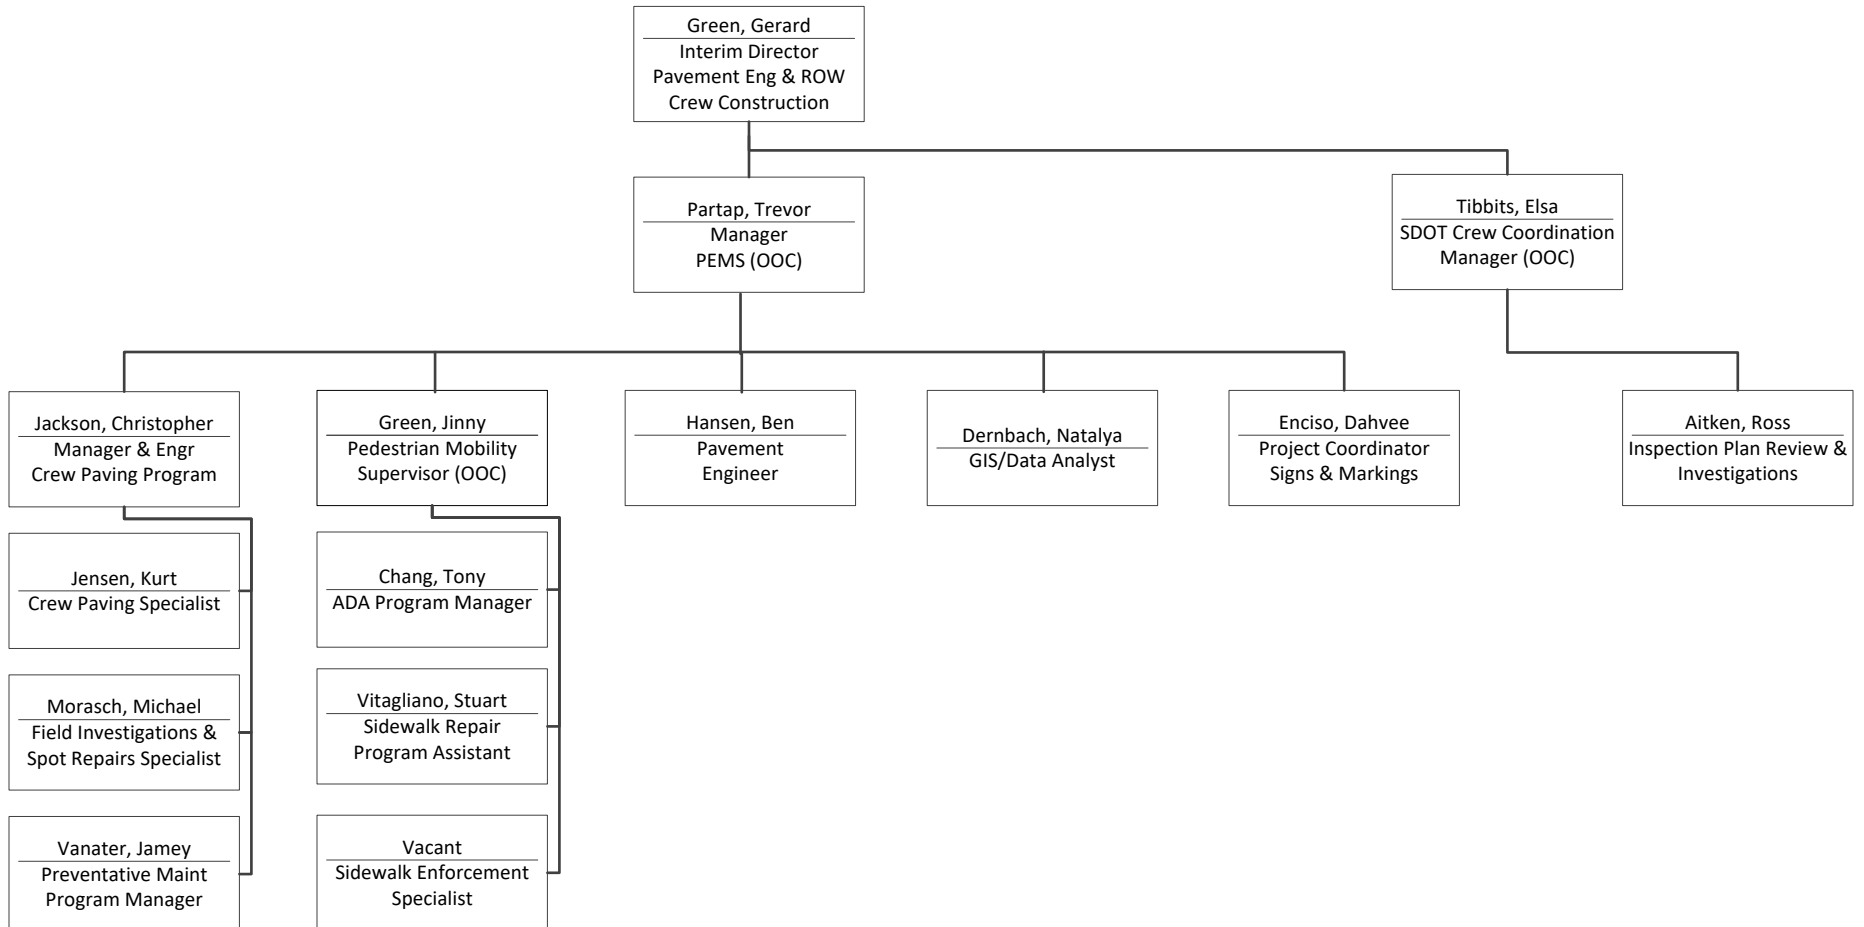 Green, Gerard
Interim Director
Pavement Eng & ROW
Crew Construction
Partap, Trevor
Manager
PEMS (OOC)
Tibbits, Elsa
SDOT Crew Coordination
Manager (OOC)
Jackson, Christopher
Manager & Engr
Crew Paving Program
Green, Jinny
Pedestrian Mobility
Supervisor (OOC)
Hansen, Ben
Pavement
Engineer
Dernbach, Natalya
GIS/Data Analyst
Enciso, Dahvee
Project Coordinator
Signs & Markings
Aitken, Ross
Inspection Plan Review &
Investigations
Jensen, Kurt
Crew Paving Specialist
Chang, Tony
ADA Program Manager
Morasch, Michael
Field Investigations &
Spot Repairs Specialist
Vitagliano, Stuart
Sidewalk Repair
Program Assistant
Vanater, Jamey
Preventative Maint
Program Manager
Vacant
Sidewalk Enforcement
Specialist